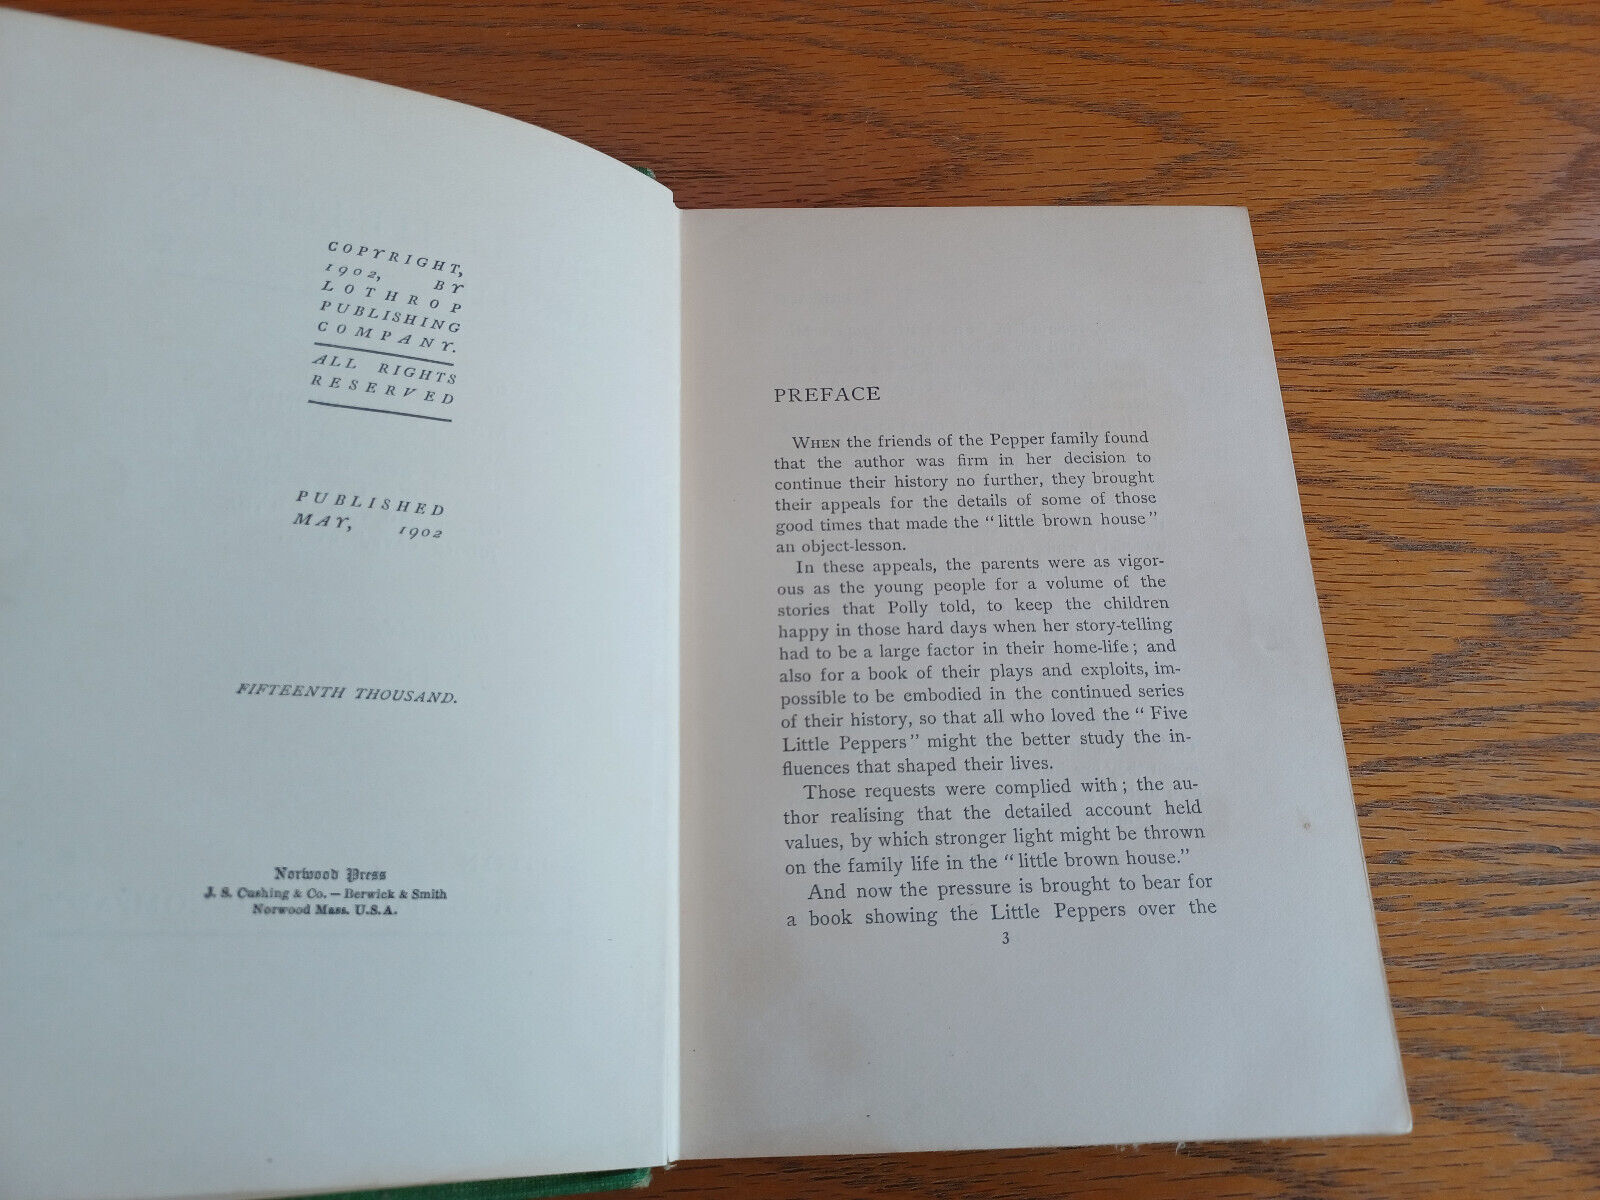 COPYRIGHT,
1902, BY
LOTHROP
PUBLISHING
COMPANY.
ALL RIGHTS
RESERVED
PUBLISHED
MAY, 1902
FIFTEENTH THOUSAND.
Norwood Press
J. S. Cushing & Co. — Berwick & Smith
Norwood Mass. U.S.A.
PREFACE
WHEN the friends of the Pepper family found
that the author was firm in her decision to
continue their history no further, they brought
their appeals for the details of some of those
good times that made the “little brown house”
an object-lesson.
In these appeals, the parents were as vigor-
ous as the young people for a volume of the
stories that Polly told, to keep the children
happy in those hard days when her story-telling
had to be a large factor in their home-life; and
also for a book of their plays and exploits, im-
possible to be embodied in the continued series
of their history, so that all who loved the “Five
Little Peppers” might the better study the in-
fluences that shaped their lives.
Those requests were complied with; the au-
thor realising that the detailed account held
values, by which stronger light might be thrown
on the family life in the “little brown house.”
And now the pressure is brought to bear for
a book showing the Little Peppers over the
3